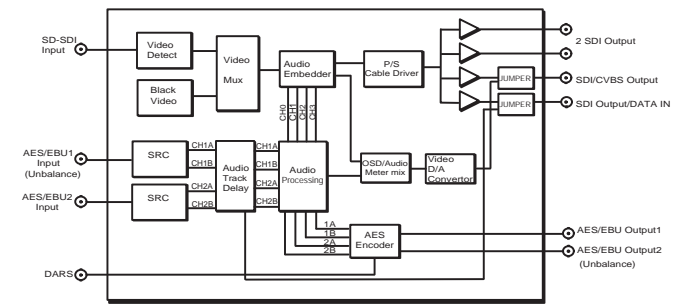 SD-SDI
Input
Video
Detect
Video
Mux
Black
Video
Audio
Embedder
P/S
Cable Driver
2 SDI Output
JUMPER
SDI/CVBS Output
JUMPER
SDI Output/DATA IN
CH0
CH1
CH2
CH3
AES/EBU1
Input
(Unbalance)
SRC
CH1A
CH1B
AES/EBU2
Input
SRC
CH2A
CH2B
Audio
Track
Delay
CH1A
CH1B
CH2A
CH2B
Audio
Processing
OSD/Audio
Meter mix
Video
D/A
Convertor
1A
1B
2A
2B
AES
Encoder
AES/EBU Output1
AES/EBU Output2
(Unbalance)
DARS